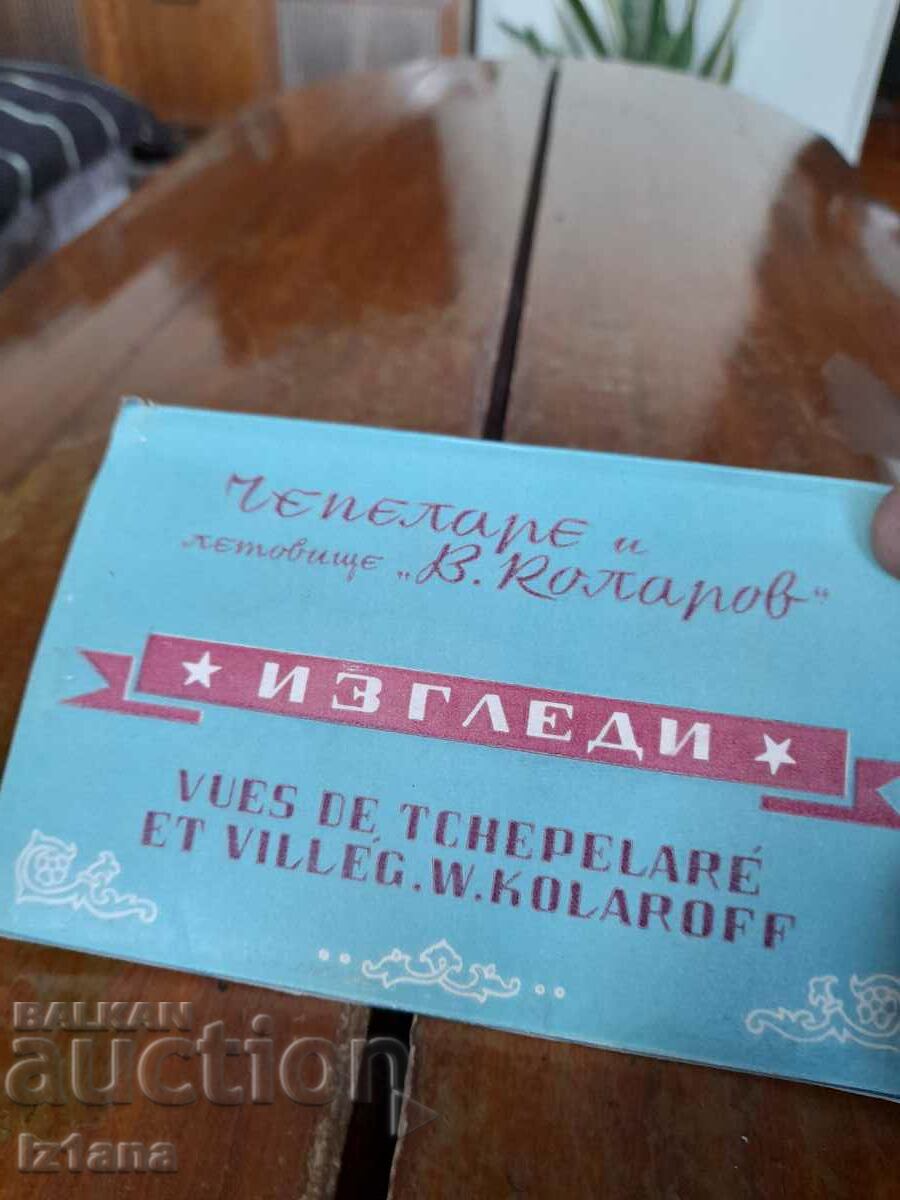 Чепеларе и
летовище „В. Коларов“
ИЗГЛЕДИ
VUES DE TCHEPELARÉ
ET VILLÉG. W. KOLAROFF
BALKAN
auction
iz1ana